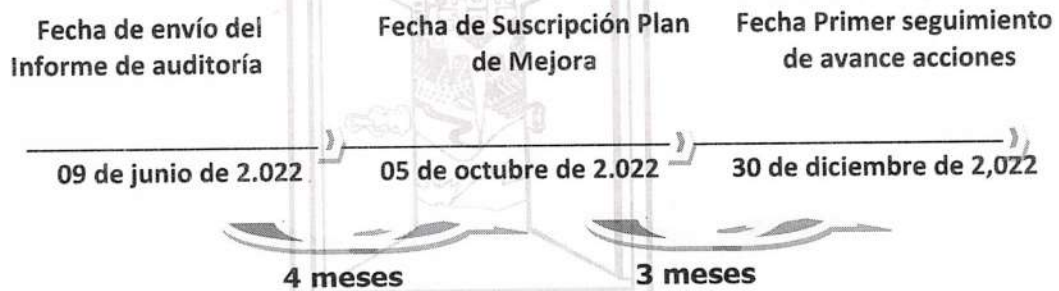 Fecha de envío del
Informe de auditoría
Fecha de Suscripción Plan
de Mejora
Fecha Primer seguimiento
de avance acciones
09 de junio de 2.022
05 de octubre de 2.022
30 de diciembre de 2,022
4 meses
3 meses